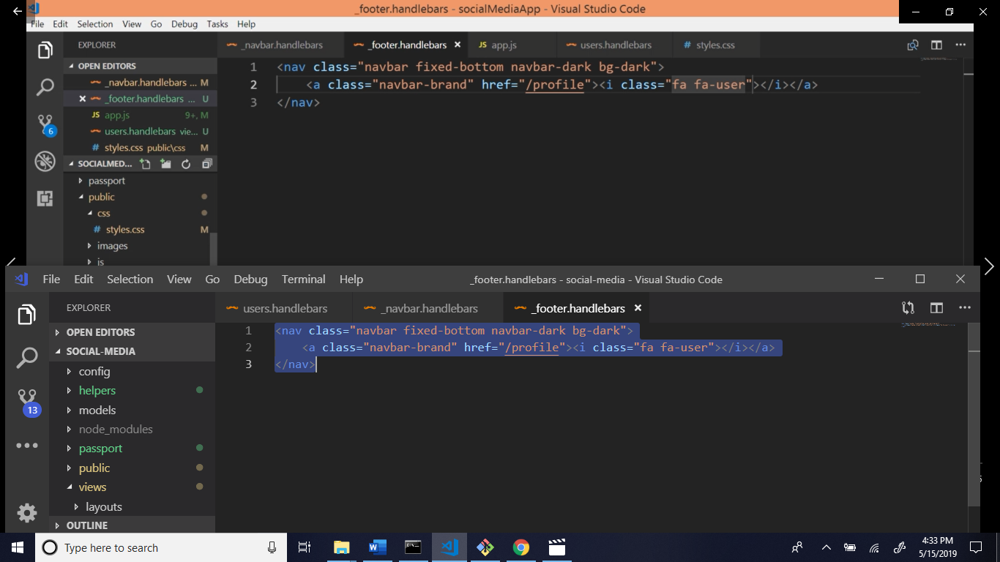 _footer.handlebars - socialMediaApp - Visual Studio Code
File Edit Selection View Go Debug Tasks Help
EXPLORER
_navbar.handlebars
_footer.handlebars
JS app.js
users.handlebars
# styles.css
OPEN EDITORS
_navbar.handlebars ... M
_footer.handlebars ... U
JS app.js 9+, M
users.handlebars vie... U
# styles.css public\css M
SOCIALMED...
passport
public
css
# styles.css M
images
js
6
1 <nav class="navbar fixed-bottom navbar-dark bg-dark">
2 <a class="navbar-brand" href="/profile"><i class="fa fa-user"></i></a>
3 </nav>
File Edit Selection View Go Debug Terminal Help
_footer.handlebars - social-media - Visual Studio Code
EXPLORER
users.handlebars
_navbar.handlebars
_footer.handlebars
OPEN EDITORS
SOCIAL-MEDIA
config
helpers
models
node_modules
passport
public
views
layouts
OUTLINE
13
1 <nav class="navbar fixed-bottom navbar-dark bg-dark">
2 <a class="navbar-brand" href="/profile"><i class="fa fa-user"></i></a>
3 </nav>
Type here to search
4:33 PM
5/15/2019